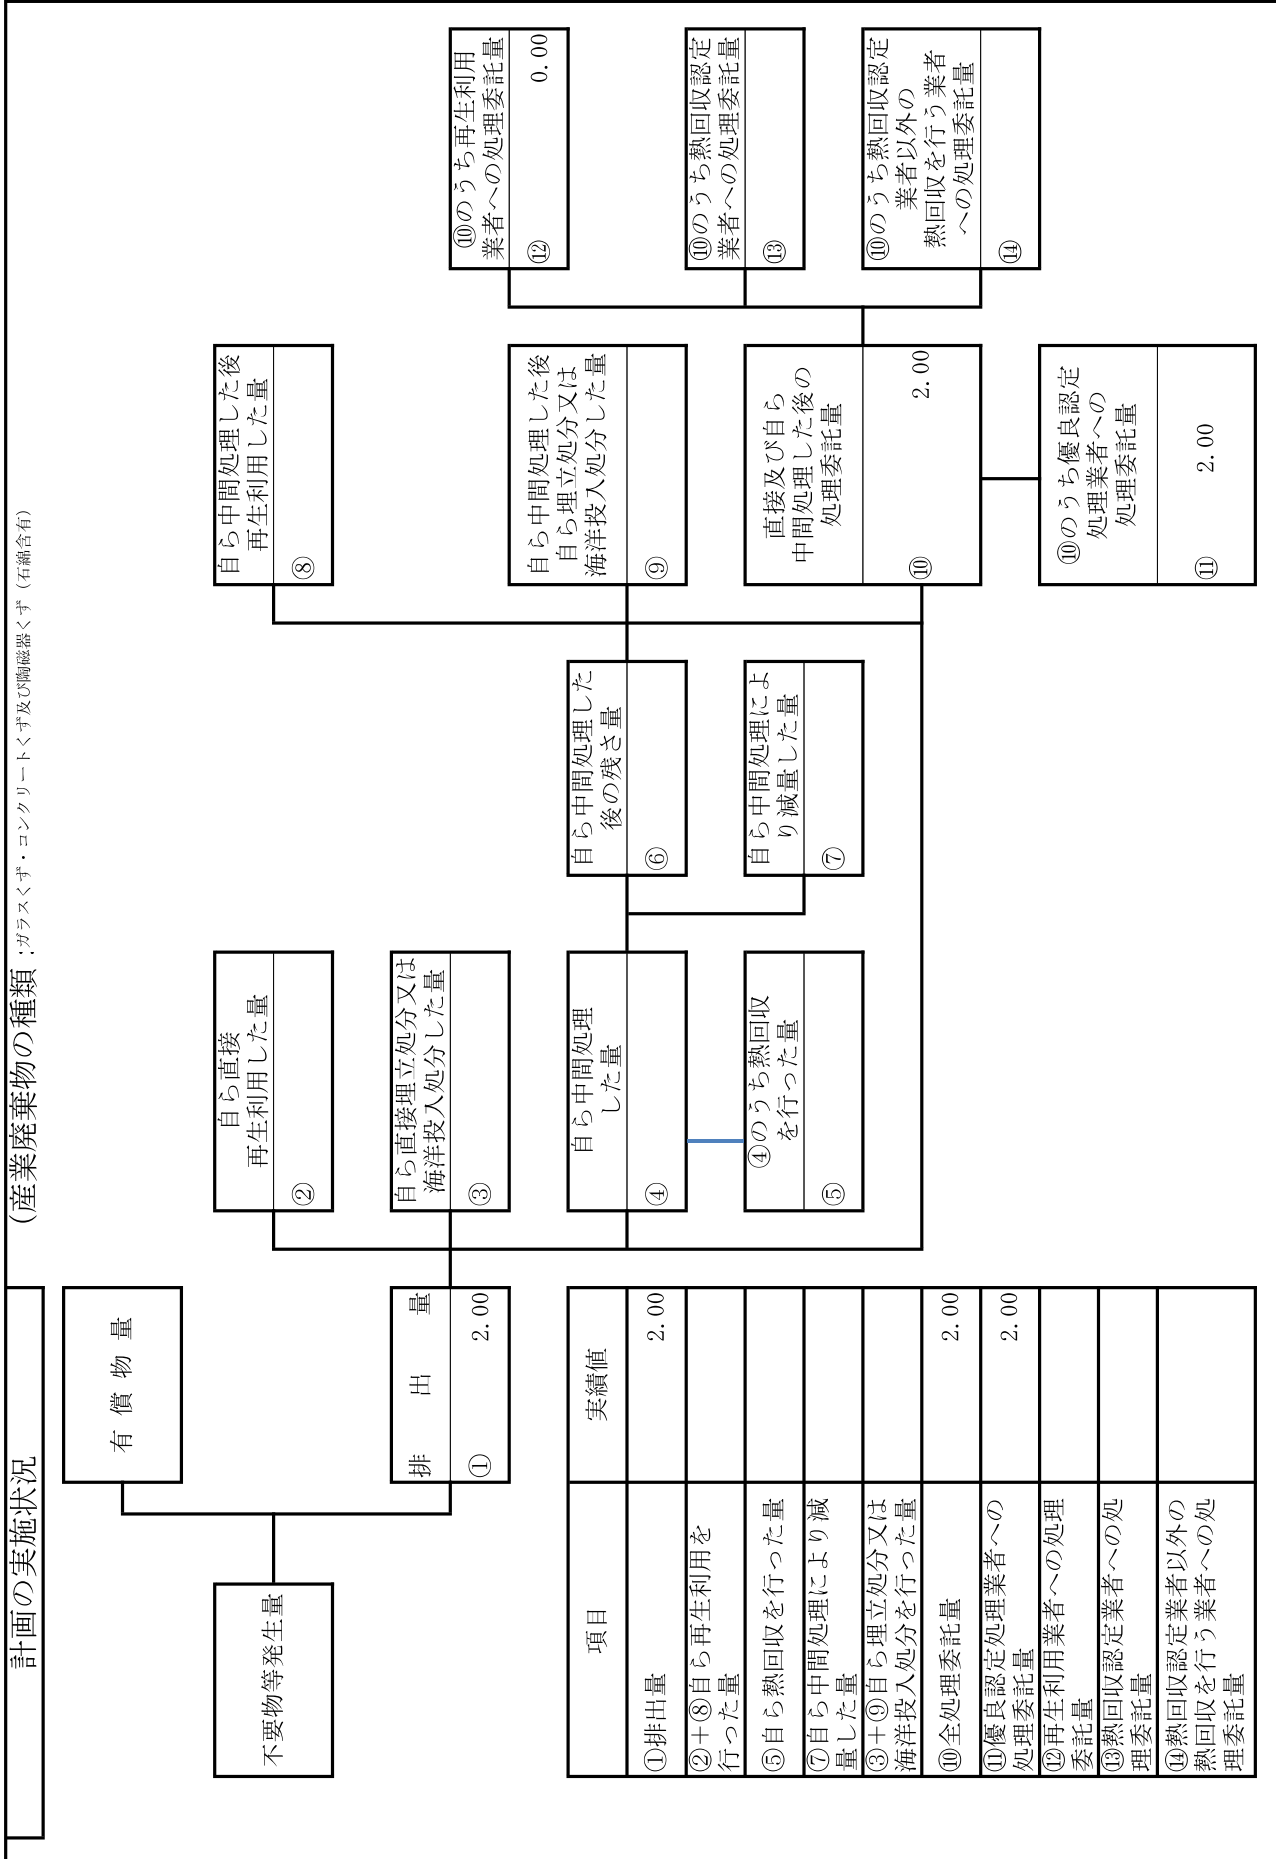 計画の実施状況
(産業廃棄物の種類：ガラスくず・コンクリートくず及び陶磁器くず（石綿含有）
有償物量
不要物等発生量
排出量
① 2.00
自ら直接
再生利用した量
②
自ら直接埋立処分又は
海洋投入処分した量
③
自ら中間処理
した量
④
④のうち熱回収
を行った量
⑤
自ら中間処理した
後の残さ量
⑥
自ら中間処理によ
り減量した量
⑦
自ら中間処理した後
再生利用した量
⑧
自ら中間処理した後
自ら埋立処分又は
海洋投入処分した量
⑨
直接及び自ら
中間処理した後の
処理委託量
⑩ 2.00
⑩のうち優良認定
処理業者への
処理委託量
⑪ 2.00
⑩のうち再生利用
業者への処理委託量
⑫ 0.00
⑩のうち熱回収認定
業者への処理委託量
⑬
⑩のうち熱回収認定
業者以外の
熱回収を行う業者
への処理委託量
⑭
項目 実績値
①排出量 2.00
②＋⑧自ら再生利用を
行った量
⑤自ら熱回収を行った量
⑦自ら中間処理により減
量した量
③＋⑨自ら埋立処分又は
海洋投入処分を行った量
⑩全処理委託量 2.00
⑪優良認定処理業者への
処理委託量 2.00
⑫再生利用業者への処理
委託量
⑬熱回収認定業者への処
理委託量
⑭熱回収認定業者以外の
熱回収を行う業者への処
理委託量